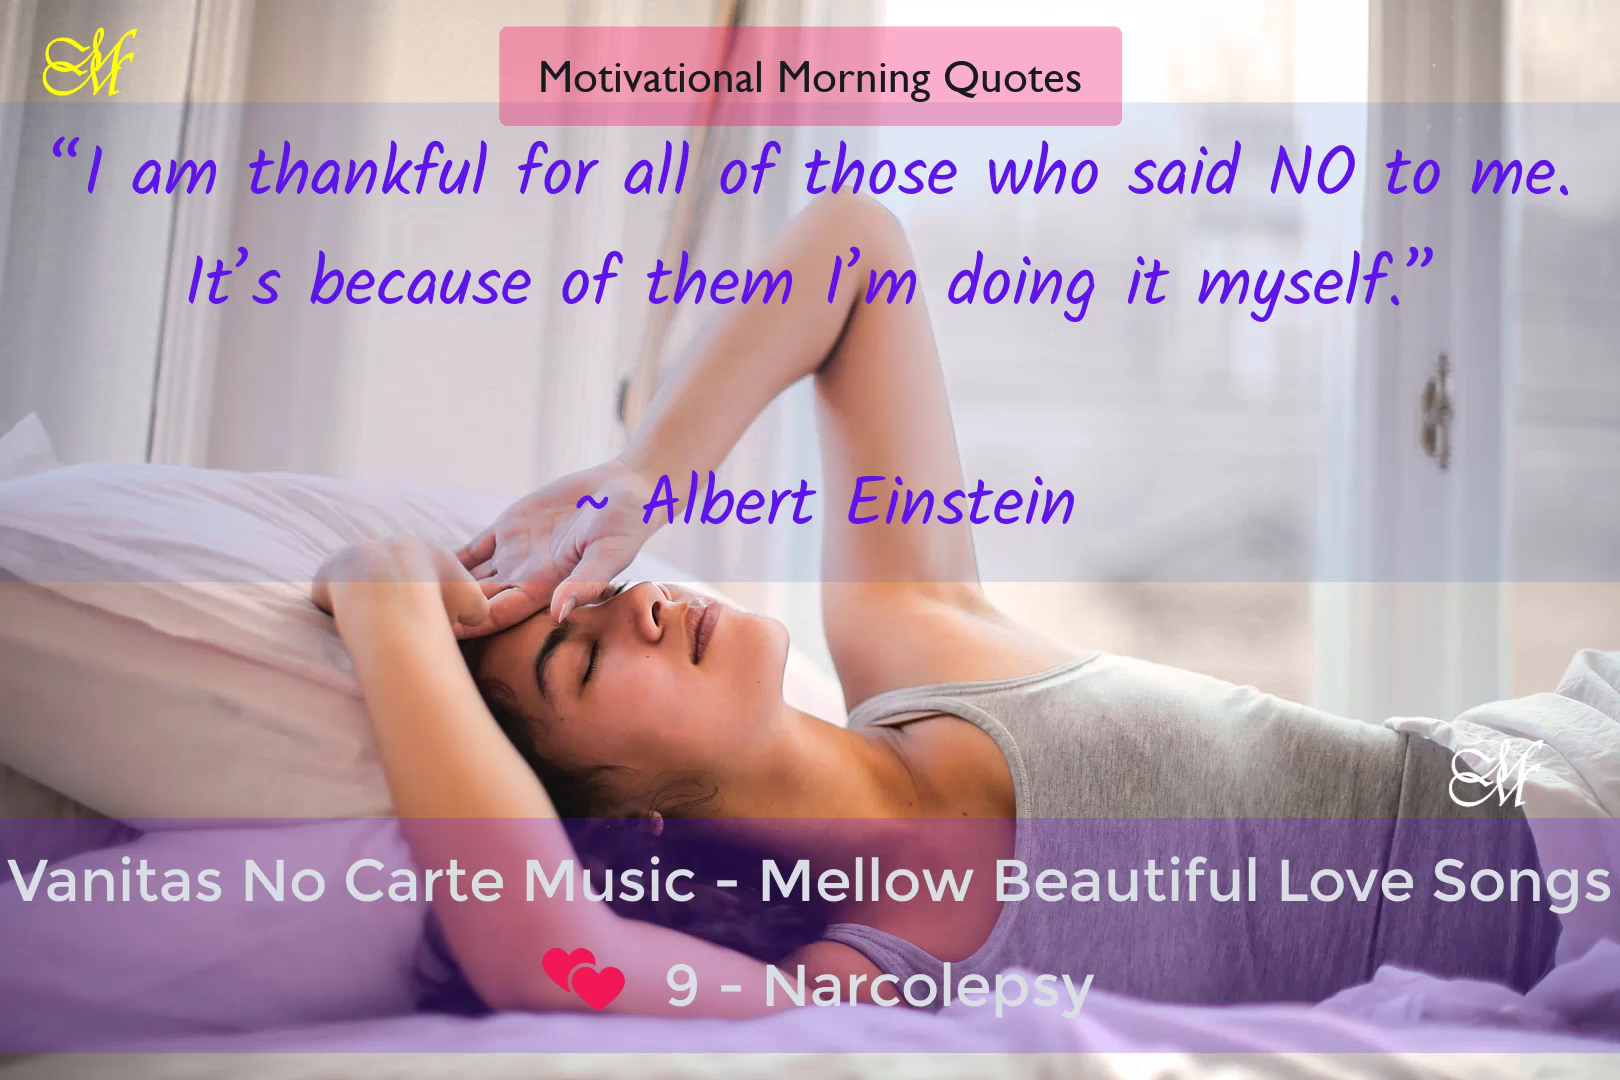 Motivational Morning Quotes
“I am thankful for all of those who said NO to me.
It’s because of them I’m doing it myself.”
~ Albert Einstein
Vanitas No Carte Music - Mellow Beautiful Love Songs
9 - Narcolepsy